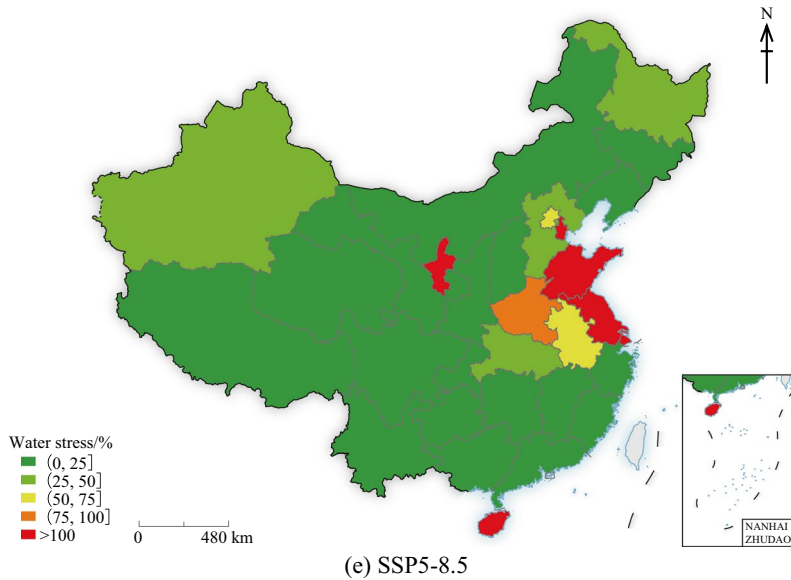 N
Water stress/%
(0, 25]
(25, 50]
(50, 75]
(75, 100]
>100
0 480 km
NANHAI
ZHUDAO
(e) SSP5-8.5